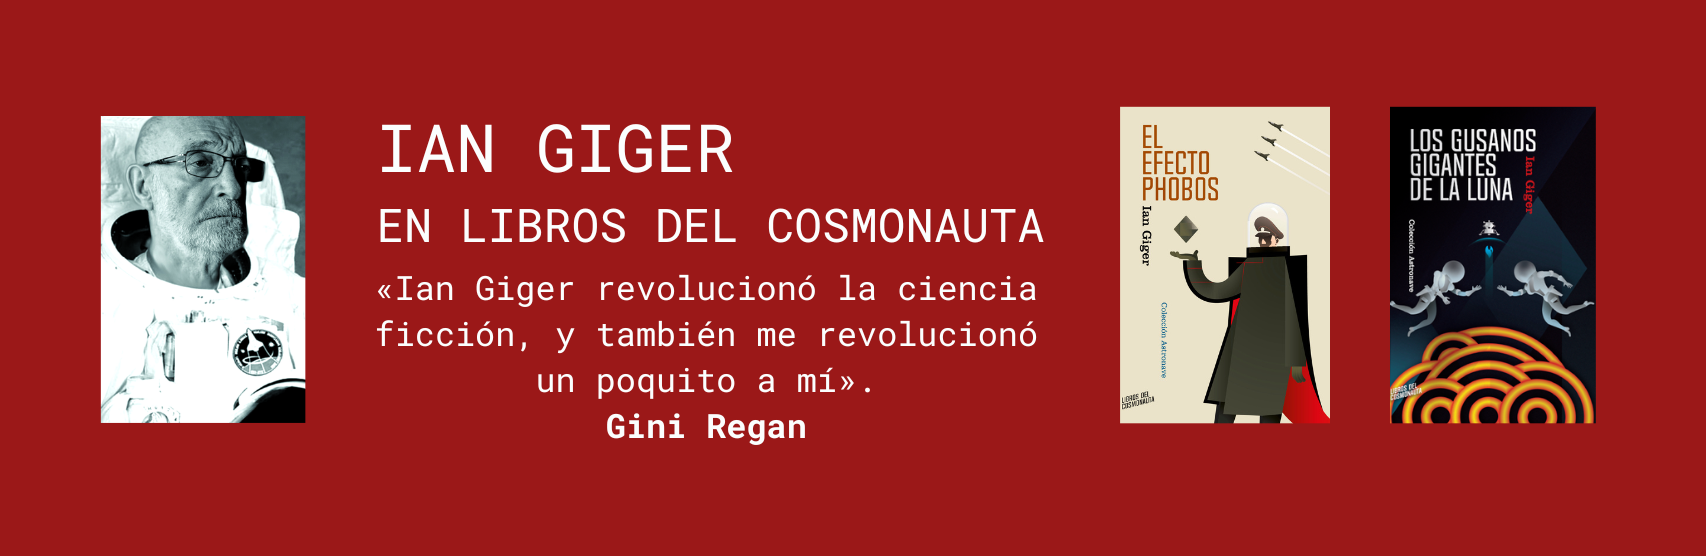 IAN GIGER
EN LIBROS DEL COSMONAUTA
«Ian Giger revolucionó la ciencia
ficción, y también me revolucionó
un poquito a mí».
Gini Regan
EL
EFECTO
PHOBOS
Ian Giger
Colección Astronave
LIBROS DEL
COSMONAUTA
LOS GUSANOS
GIGANTES
DE LA LUNA
Ian Giger
Colección Astronave
LIBROS DEL
COSMONAUTA